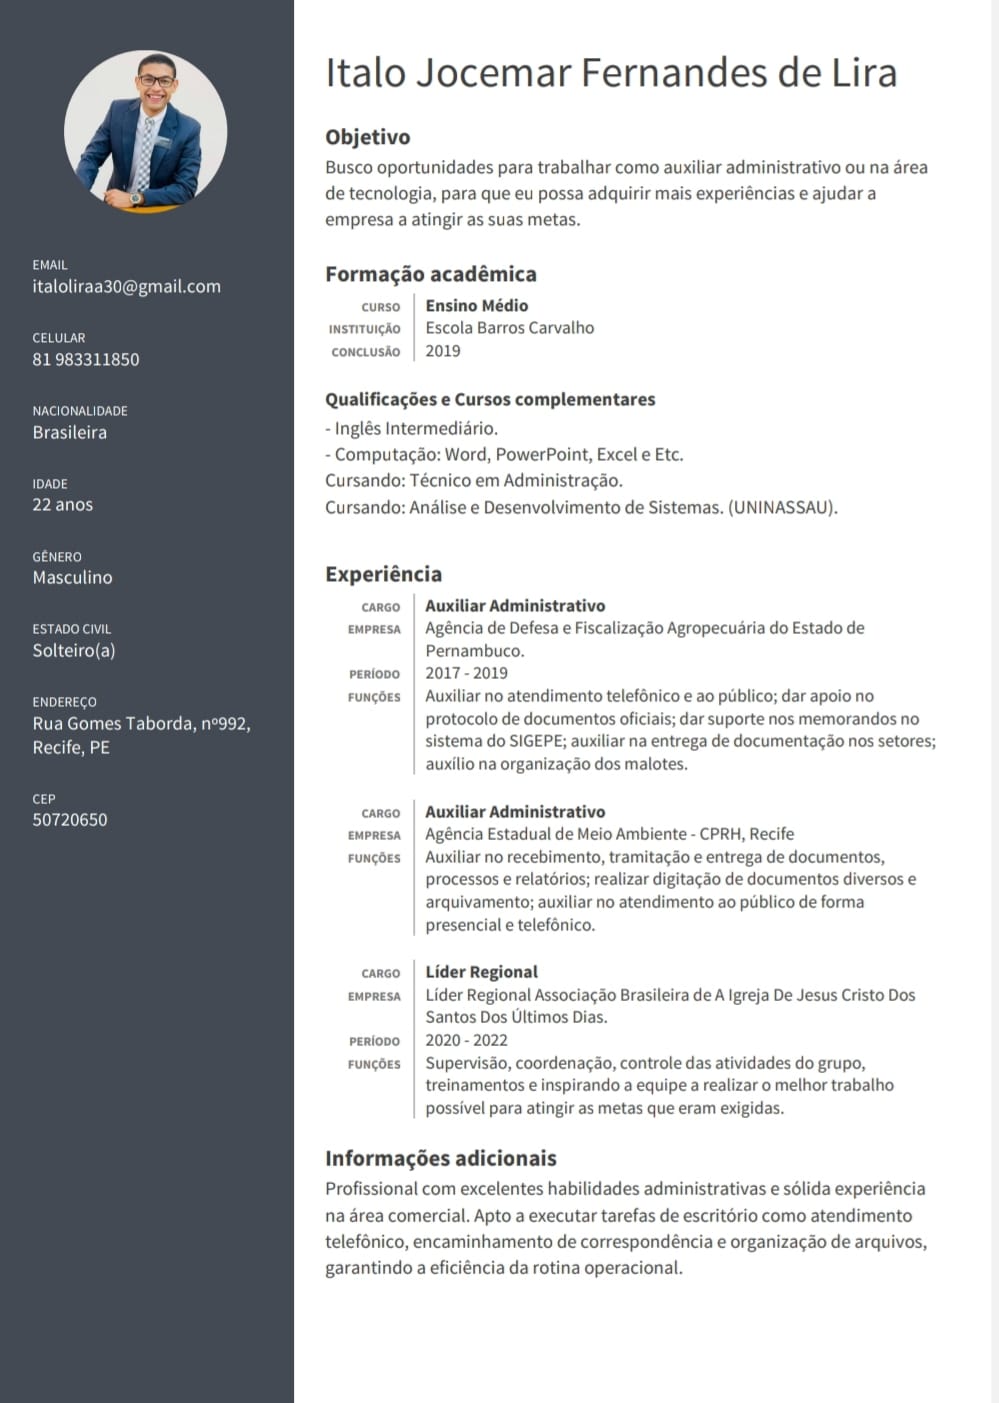 Italo Jocemar Fernandes de Lira
Objetivo
Busco oportunidades para trabalhar como auxiliar administrativo ou na área
de tecnologia, para que eu possa adquirir mais experiências e ajudar a
empresa a atingir as suas metas.
EMAIL
italoliraa30@gmail.com
CELULAR
81 983311850
NACIONALIDADE
Brasileira
IDADE
22 anos
GÊNERO
Masculino
ESTADO CIVIL
Solteiro(a)
ENDEREÇO
Rua Gomes Taborda, nº992,
Recife, PE
CEP
50720650
Formação acadêmica
CURSO Ensino Médio
INSTITUIÇÃO Escola Barros Carvalho
CONCLUSÃO 2019
Qualificações e Cursos complementares
- Inglês Intermediário.
- Computação: Word, PowerPoint, Excel e Etc.
Cursando: Técnico em Administração.
Cursando: Análise e Desenvolvimento de Sistemas. (UNINASSAU).
Experiência
CARGO Auxiliar Administrativo
EMPRESA Agência de Defesa e Fiscalização Agropecuária do Estado de
Pernambuco.
PERÍODO 2017 - 2019
FUNÇÕES Auxiliar no atendimento telefônico e ao público; dar apoio no
protocolo de documentos oficiais; dar suporte nos memorandos no
sistema do SIGEPE; auxiliar na entrega de documentação nos setores;
auxílio na organização dos malotes.
CARGO Auxiliar Administrativo
EMPRESA Agência Estadual de Meio Ambiente - CPRH, Recife
FUNÇÕES Auxiliar no recebimento, tramitação e entrega de documentos,
processos e relatórios; realizar digitação de documentos diversos e
arquivamento; auxiliar no atendimento ao público de forma
presencial e telefônico.
CARGO Líder Regional
EMPRESA Líder Regional Associação Brasileira de A Igreja De Jesus Cristo Dos
Santos Dos Últimos Dias.
PERÍODO 2020 - 2022
FUNÇÕES Supervisão, coordenação, controle das atividades do grupo,
treinamentos e inspirando a equipe a realizar o melhor trabalho
possível para atingir as metas que eram exigidas.
Informações adicionais
Profissional com excelentes habilidades administrativas e sólida experiência
na área comercial. Apto a executar tarefas de escritório como atendimento
telefônico, encaminhamento de correspondência e organização de arquivos,
garantindo a eficiência da rotina operacional.